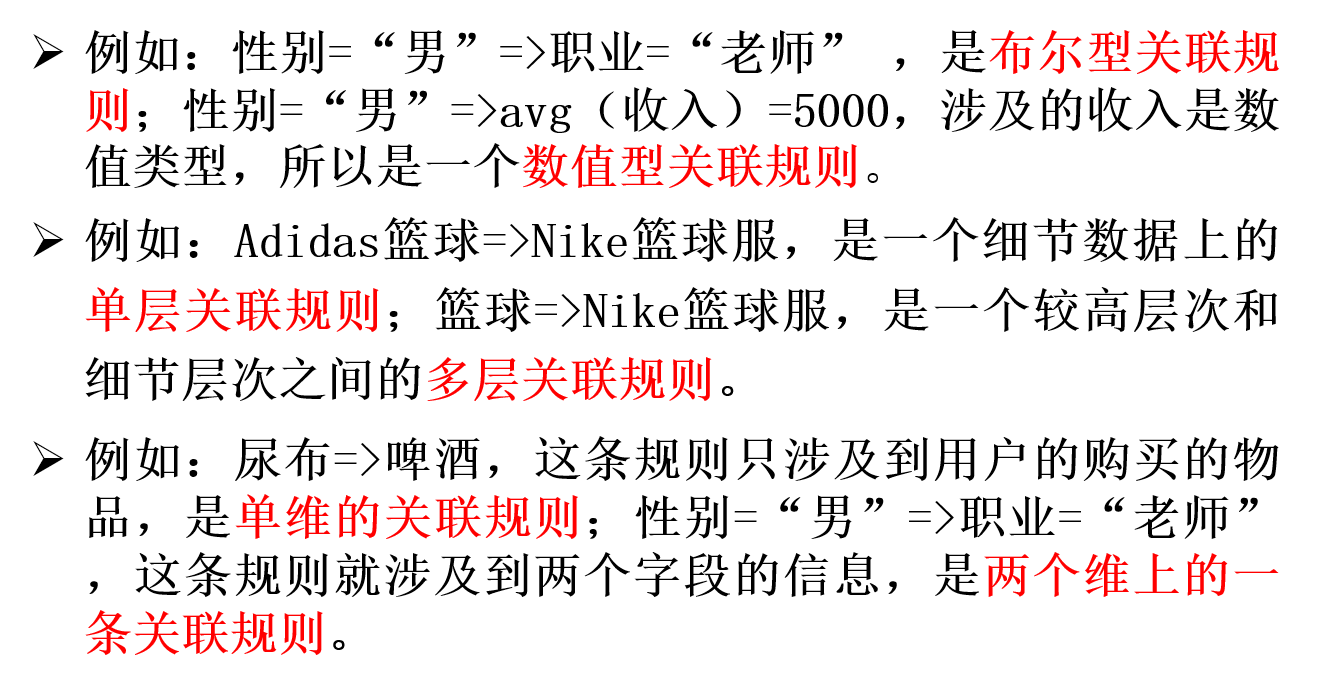 ➢ 例如：性别=“男”=>职业=“老师” ，是布尔型关联规
则；性别=“男”=>avg（收入）=5000，涉及的收入是数
值类型，所以是一个数值型关联规则。
➢ 例如：Adidas篮球=>Nike篮球服，是一个细节数据上的
单层关联规则；篮球=>Nike篮球服，是一个较高层次和
细节层次之间的多层关联规则。
➢ 例如：尿布=>啤酒，这条规则只涉及到用户的购买的物
品，是单维的关联规则；性别=“男”=>职业=“老师”
，这条规则就涉及到两个字段的信息，是两个维上的一
条关联规则。